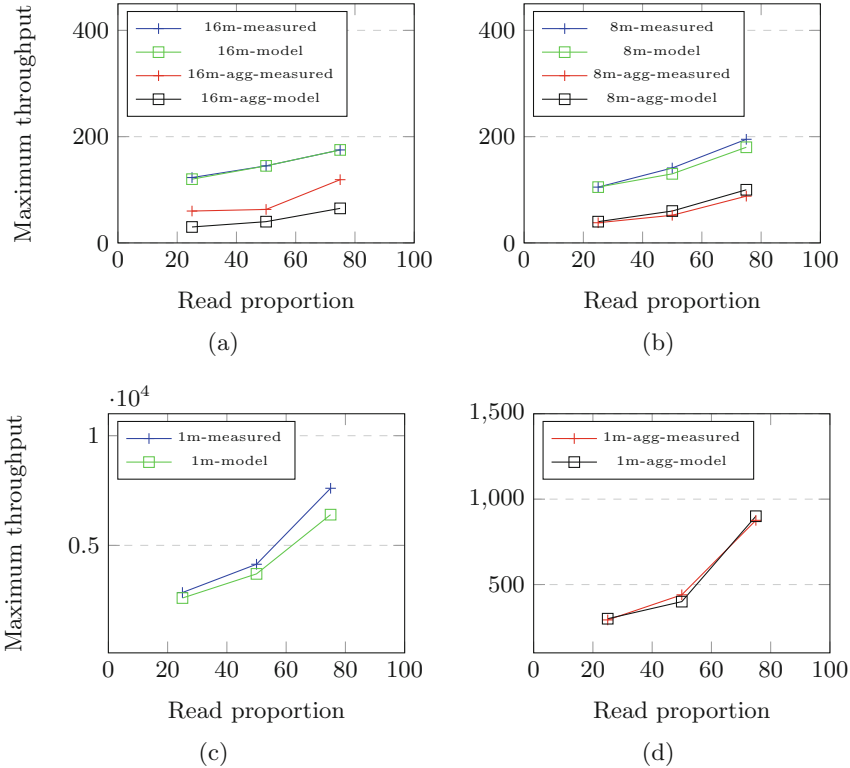 Maximum throughput
400
200
0
16m-measured
16m-model
16m-agg-measured
16m-agg-model
0 20 40 60 80 100
Read proportion
(a)
400
200
0
8m-measured
8m-model
8m-agg-measured
8m-agg-model
0 20 40 60 80 100
Read proportion
(b)
Maximum throughput
·10^4
1
0.5
1m-measured
1m-model
0 20 40 60 80 100
Read proportion
(c)
1,500
1,000
500
1m-agg-measured
1m-agg-model
0 20 40 60 80 100
Read proportion
(d)